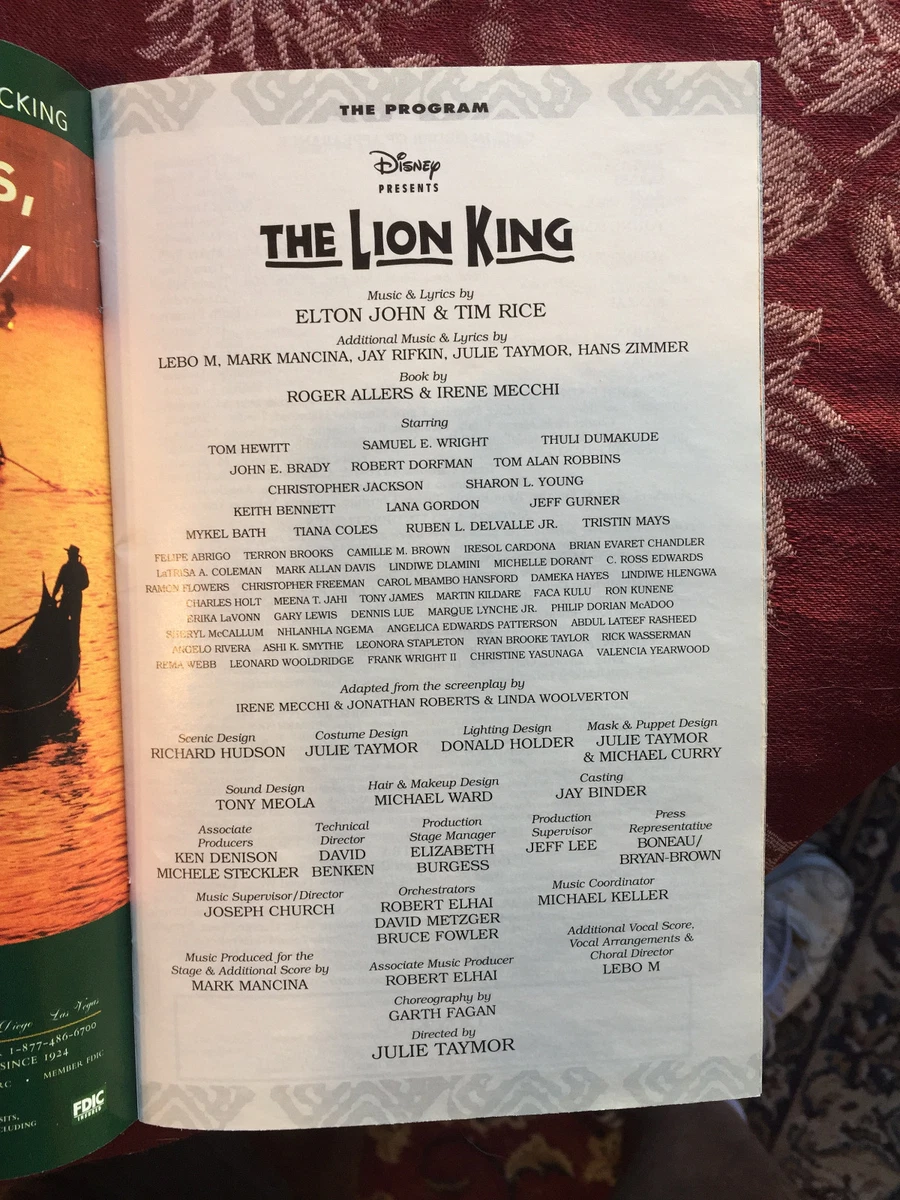 CKING
S,
THE PROGRAM
DISNEY
PRESENTS
THE LION KING
Music & Lyrics by
ELTON JOHN & TIM RICE
Additional Music & Lyrics by
LEBO M, MARK MANCINA, JAY RIFKIN, JULIE TAYMOR, HANS ZIMMER
Book by
ROGER ALLERS & IRENE MECCHI
Starring
TOM HEWITT SAMUEL E. WRIGHT THULI DUMAKUDE
JOHN E. BRADY ROBERT DORFMAN TOM ALAN ROBBINS
CHRISTOPHER JACKSON SHARON L. YOUNG
KEITH BENNETT LANA GORDON JEFF GURNER
MYKEL BATH TIANA COLES RUBEN L. DELVALLE JR. TRISTIN MAYS
FELIPE ABRIGO TERRON BROOKS CAMILLE M. BROWN IRESOL CARDONA BRIAN EVARET CHANDLER
LaTRISA A. COLEMAN MARK ALLAN DAVIS LINDIWE DLAMINI MICHELLE DORANT C. ROSS EDWARDS
RAMON FLOWERS CHRISTOPHER FREEMAN CAROL MBAMBO HANSFORD DAMEKA HAYES LINDIWE HLENGWA
CHARLES HOLT MEENA T. JAHI TONY JAMES MARTIN KILDARE FACA KULU RON KUNENE
ERIKA LaVONN GARY LEWIS DENNIS LUE MARQUE LYNCHE JR. PHILIP DORIAN McADOO
SHERYL McCALLUM NHLANHLA NGEMA ANGELICA EDWARDS PATTERSON ABDUL LATEEF RASHEED
ANGELO RIVERA ASHI K. SMYTHE LEONORA STAPLETON RYAN BROOKE TAYLOR RICK WASSERMAN
REMA WEBB LEONARD WOOLDRIDGE FRANK WRIGHT II CHRISTINE YASUNAGA VALENCIA YEARWOOD
Adapted from the screenplay by
IRENE MECCHI & JONATHAN ROBERTS & LINDA WOOLVERTON
Scenic Design
RICHARD HUDSON
Costume Design
JULIE TAYMOR
Lighting Design
DONALD HOLDER
Mask & Puppet Design
JULIE TAYMOR
& MICHAEL CURRY
Sound Design
TONY MEOLA
Hair & Makeup Design
MICHAEL WARD
Casting
JAY BINDER
Associate
Producers
KEN DENISON
MICHELE STECKLER
Technical
Director
DAVID
BENKEN
Production
Stage Manager
ELIZABETH
BURGESS
Production
Supervisor
JEFF LEE
Press
Representative
BONEAU/
BRYAN-BROWN
Music Supervisor/Director
JOSEPH CHURCH
Orchestrators
ROBERT ELHAI
DAVID METZGER
BRUCE FOWLER
Music Coordinator
MICHAEL KELLER
Music Produced for the
Stage & Additional Score by
MARK MANCINA
Associate Music Producer
ROBERT ELHAI
Additional Vocal Score,
Vocal Arrangements &
Choral Director
LEBO M
Choreography by
GARTH FAGAN
Directed by
JULIE TAYMOR
Diego Las Vegas
1-877-486-6700
SINCE 1924
RC • MEMBER FDIC
FDIC
INSURED
SITS,
CLUDING